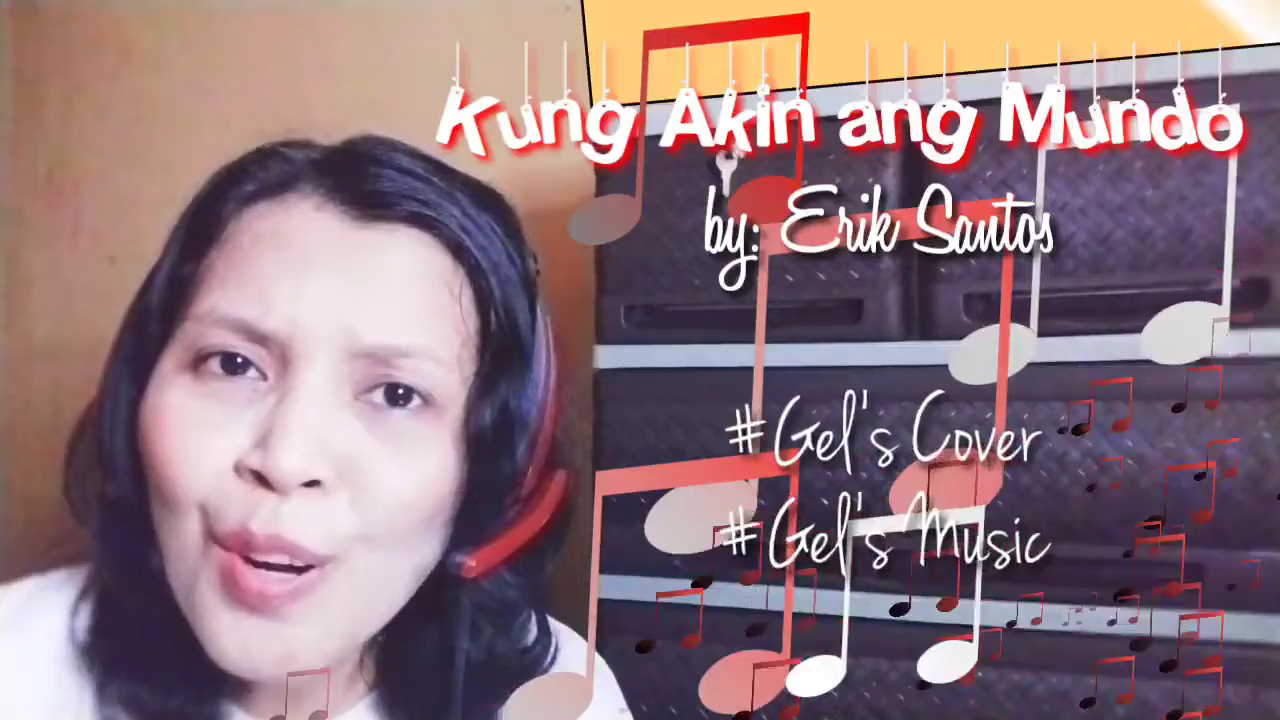 Kung Akin ang Mundo
by: Erik Santos
#Gel's Cover
#Gel's Music